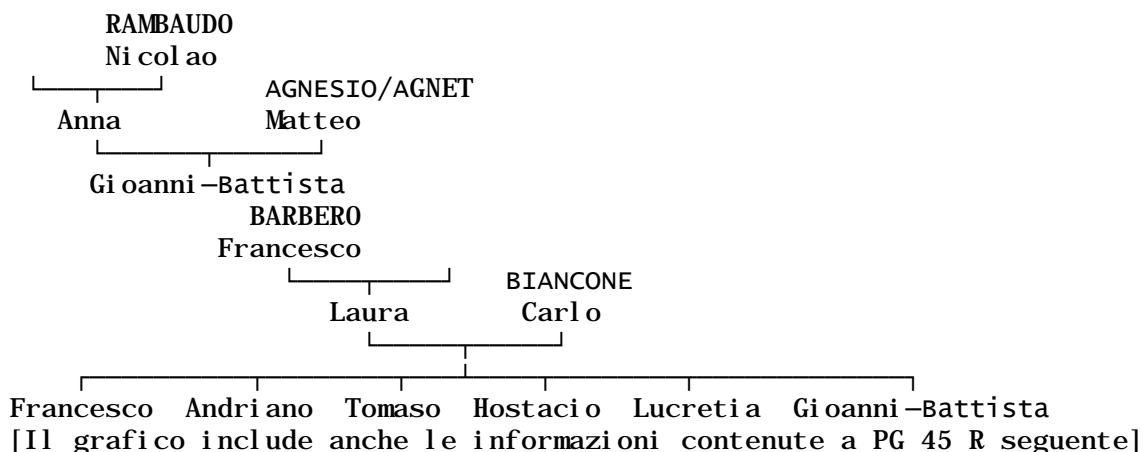 RAMBAUDO
Nicolao
AGNESIO/AGNET
Anna Matteo
Gioanni-Battista
BARBERO
Francesco
BIANCONE
Laura Carlo
Francesco Andriano Tomaso Hostacio Lucretia Gioanni-Battista
[Il grafico include anche le informazioni contenute a PG 45 R seguente]